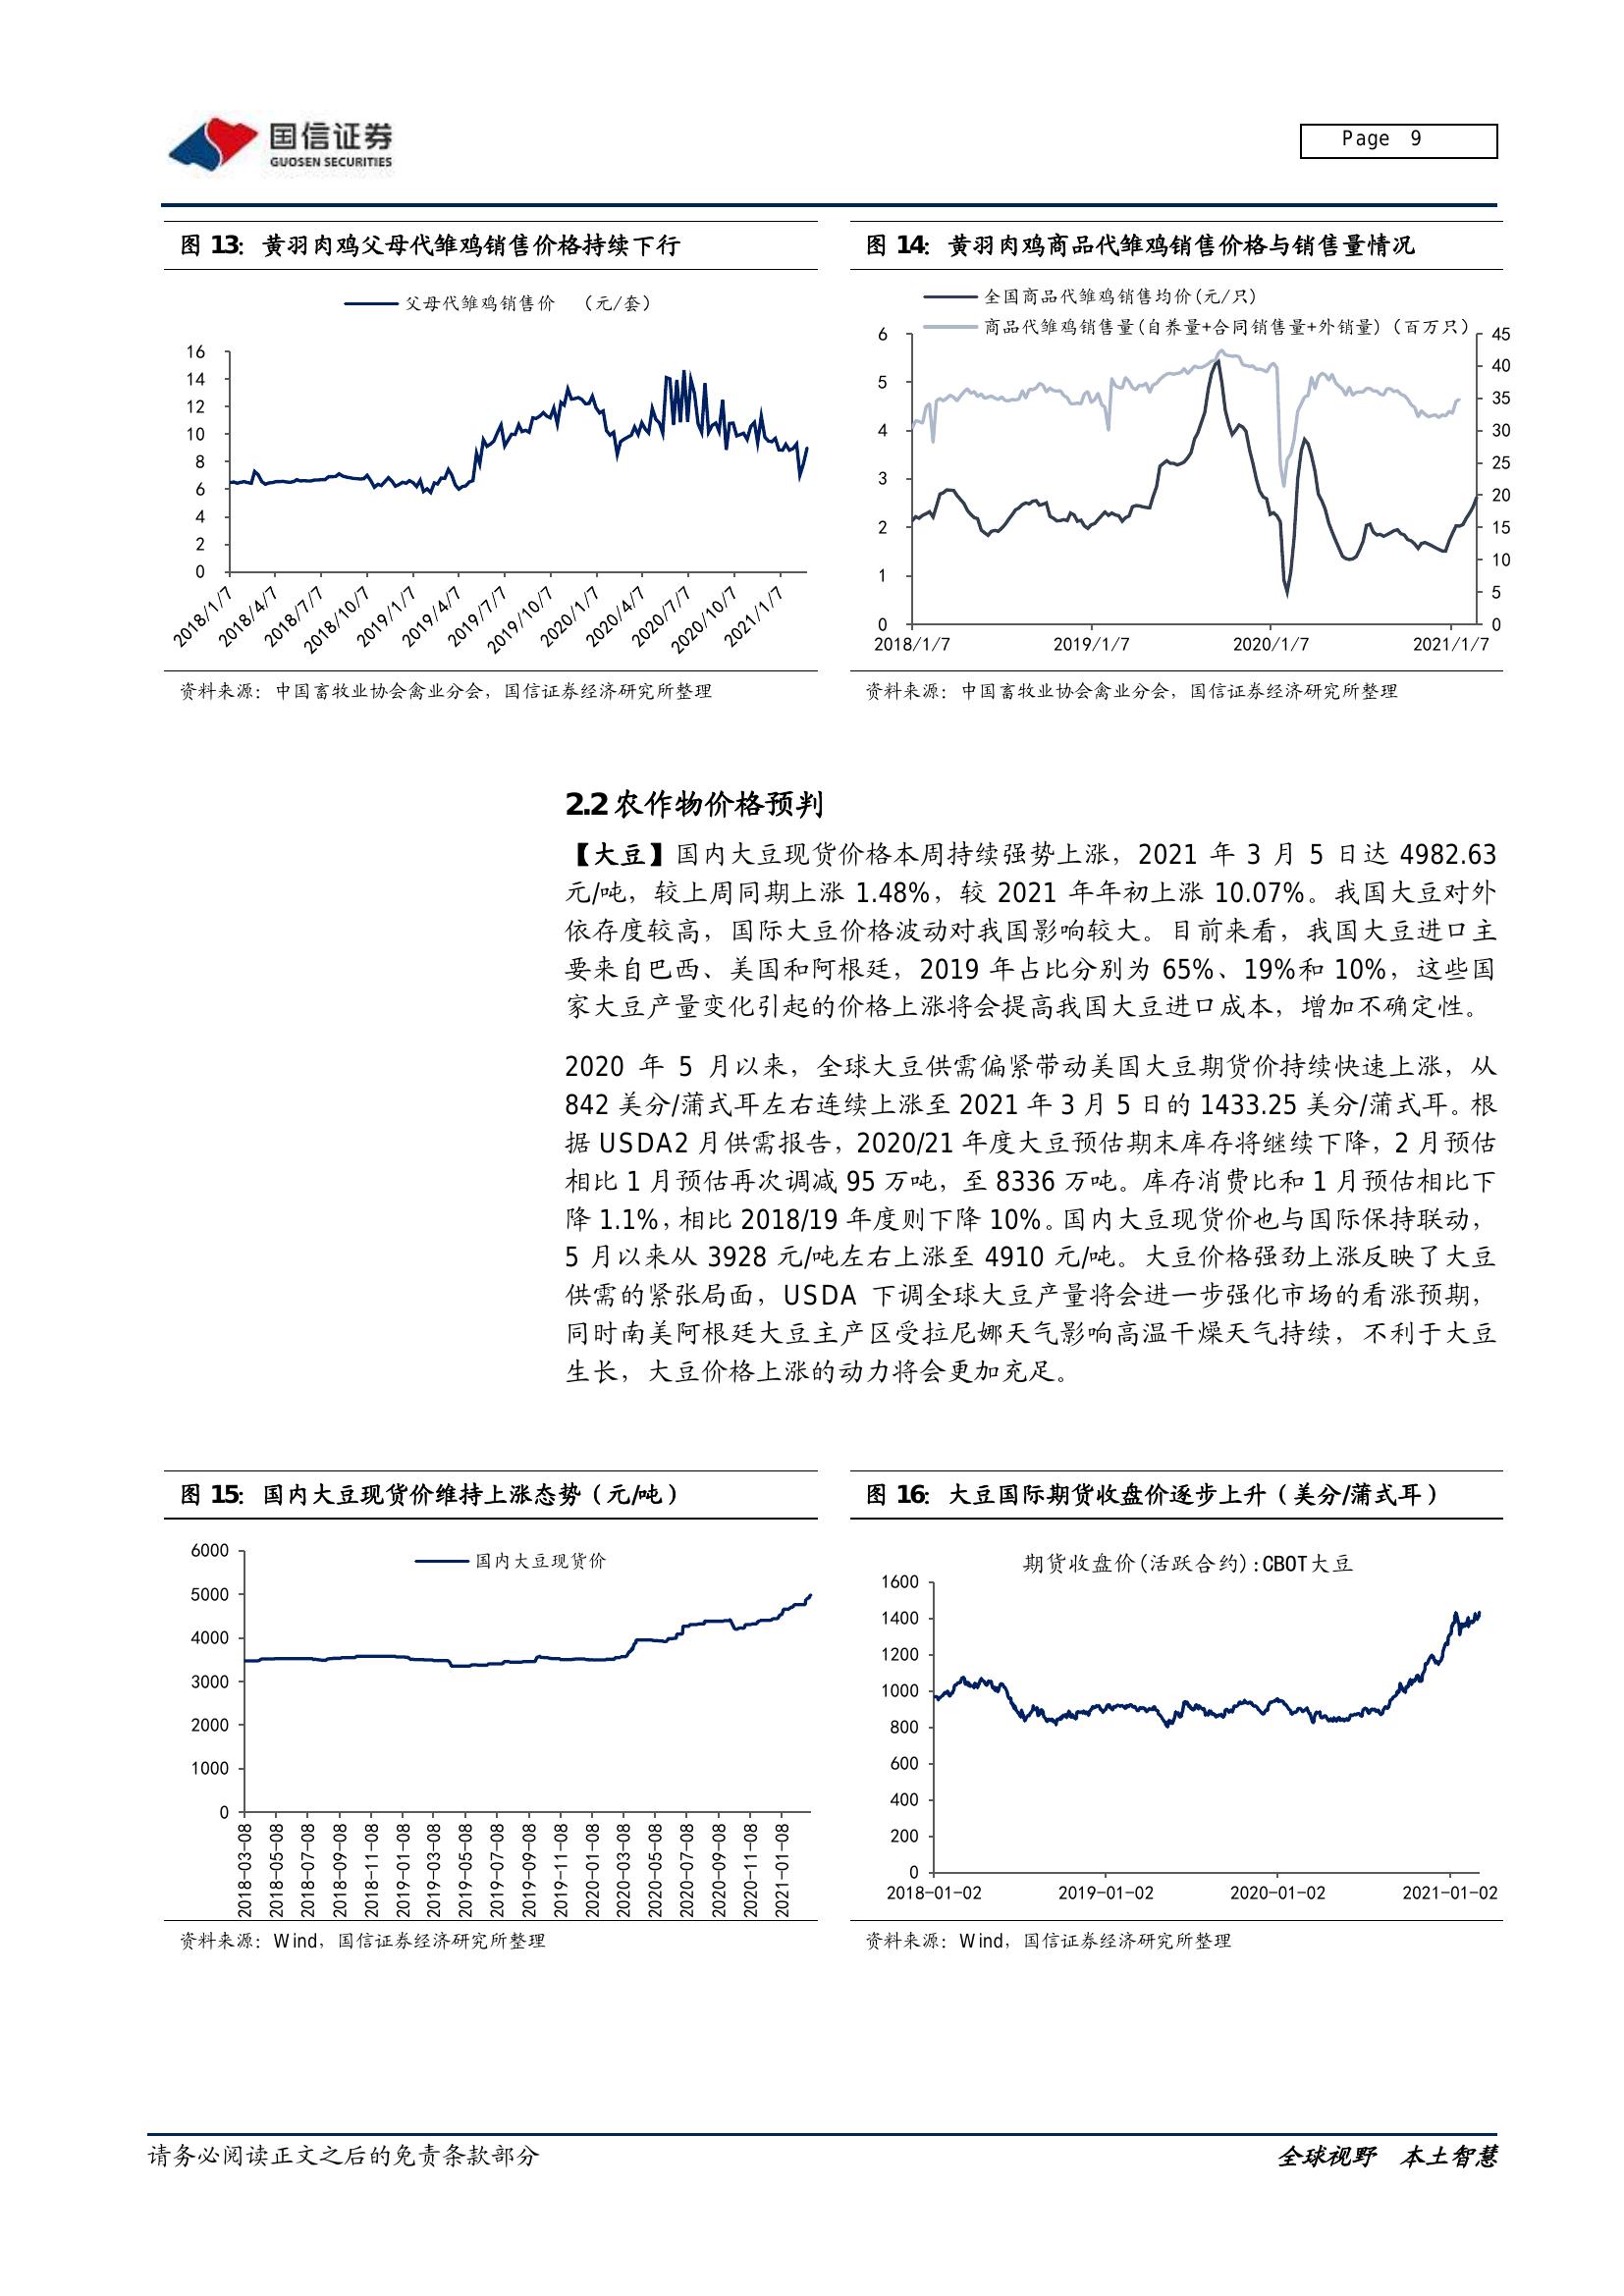 国信证券
GUOSEN SECURITIES
Page 9
图 13: 黄羽肉鸡父母代雏鸡销售价格持续下行
父母代雏鸡销售价 (元/套)
16
14
12
10
8
6
4
2
0
2018/1/7
2018/4/7
2018/7/7
2018/10/7
2019/1/7
2019/4/7
2019/7/7
2019/10/7
2020/1/7
2020/4/7
2020/7/7
2020/10/7
2021/1/7
资料来源: 中国畜牧业协会禽业分会, 国信证券经济研究所整理
图 14: 黄羽肉鸡商品代雏鸡销售价格与销售量情况
全国商品代雏鸡销售均价(元/只)
商品代雏鸡销售量(自养量+合同销售量+外销量)(百万只)
6
5
4
3
2
1
0
45
40
35
30
25
20
15
10
5
0
2018/1/7
2019/1/7
2020/1/7
2021/1/7
资料来源: 中国畜牧业协会禽业分会, 国信证券经济研究所整理
2.2 农作物价格预判
【大豆】国内大豆现货价格本周持续强势上涨，2021 年 3 月 5 日达 4982.63
元/吨，较上周同期上涨 1.48%，较 2021 年年初上涨 10.07%。我国大豆对外
依存度较高，国际大豆价格波动对我国影响较大。目前来看，我国大豆进口主
要来自巴西、美国和阿根廷，2019 年占比分别为 65%、19%和 10%，这些国
家大豆产量变化引起的价格上涨将会提高我国大豆进口成本，增加不确定性。
2020 年 5 月以来，全球大豆供需偏紧带动美国大豆期货价持续快速上涨，从
842 美分/蒲式耳左右连续上涨至 2021 年 3 月 5 日的 1433.25 美分/蒲式耳。根
据 USDA2 月供需报告，2020/21 年度大豆预估期末库存将继续下降，2 月预估
相比 1 月预估再次调减 95 万吨，至 8336 万吨。库存消费比和 1 月预估相比下
降 1.1%，相比 2018/19 年度则下降 10%。国内大豆现货价也与国际保持联动，
5 月以来从 3928 元/吨左右上涨至 4910 元/吨。大豆价格强劲上涨反映了大豆
供需的紧张局面，USDA 下调全球大豆产量将会进一步强化市场的看涨预期，
同时南美阿根廷大豆主产区受拉尼娜天气影响高温干燥天气持续，不利于大豆
生长，大豆价格上涨的动力将会更加充足。
图 15: 国内大豆现货价维持上涨态势（元/吨）
国内大豆现货价
6000
5000
4000
3000
2000
1000
0
2018-03-08
2018-05-08
2018-07-08
2018-09-08
2018-11-08
2019-01-08
2019-03-08
2019-05-08
2019-07-08
2019-09-08
2019-11-08
2020-01-08
2020-03-08
2020-05-08
2020-07-08
2020-09-08
2020-11-08
2021-01-08
资料来源: Wind, 国信证券经济研究所整理
图 16: 大豆国际期货收盘价逐步上升（美分/蒲式耳）
期货收盘价(活跃合约):CBOT大豆
1600
1400
1200
1000
800
600
400
200
0
2018-01-02
2019-01-02
2020-01-02
2021-01-02
资料来源: Wind, 国信证券经济研究所整理
请务必阅读正文之后的免责条款部分
全球视野 本土智慧